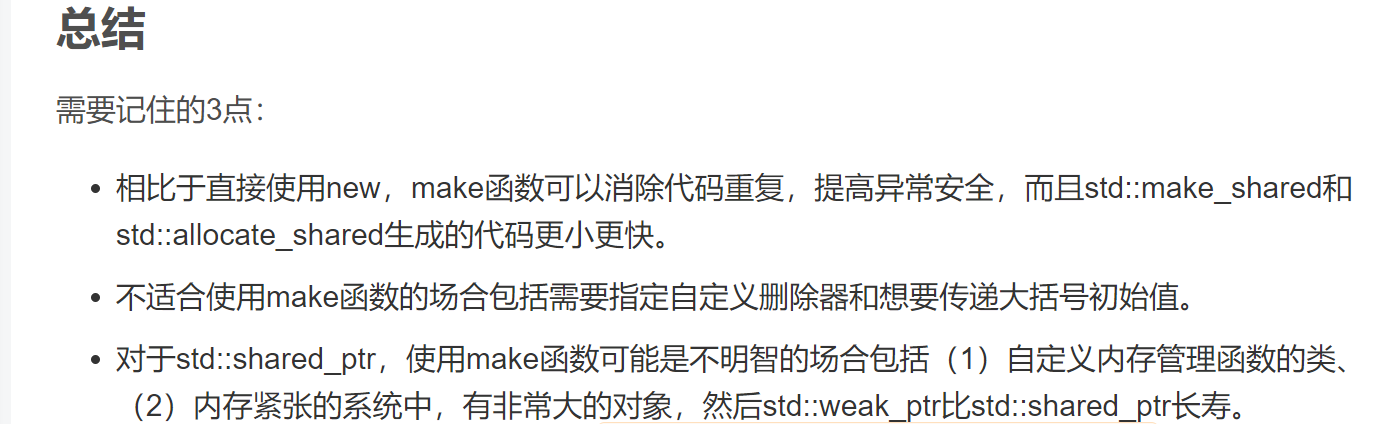 总结
需要记住的3点：
相比于直接使用new，make函数可以消除代码重复，提高异常安全，而且std::make_shared和
std::allocate_shared生成的代码更小更快。
不适合使用make函数的场合包括需要指定自定义删除器和想要传递大括号初始值。
对于std::shared_ptr，使用make函数可能是不明智的场合包括（1）自定义内存管理函数的类、
（2）内存紧张的系统中，有非常大的对象，然后std::weak_ptr比std::shared_ptr长寿。